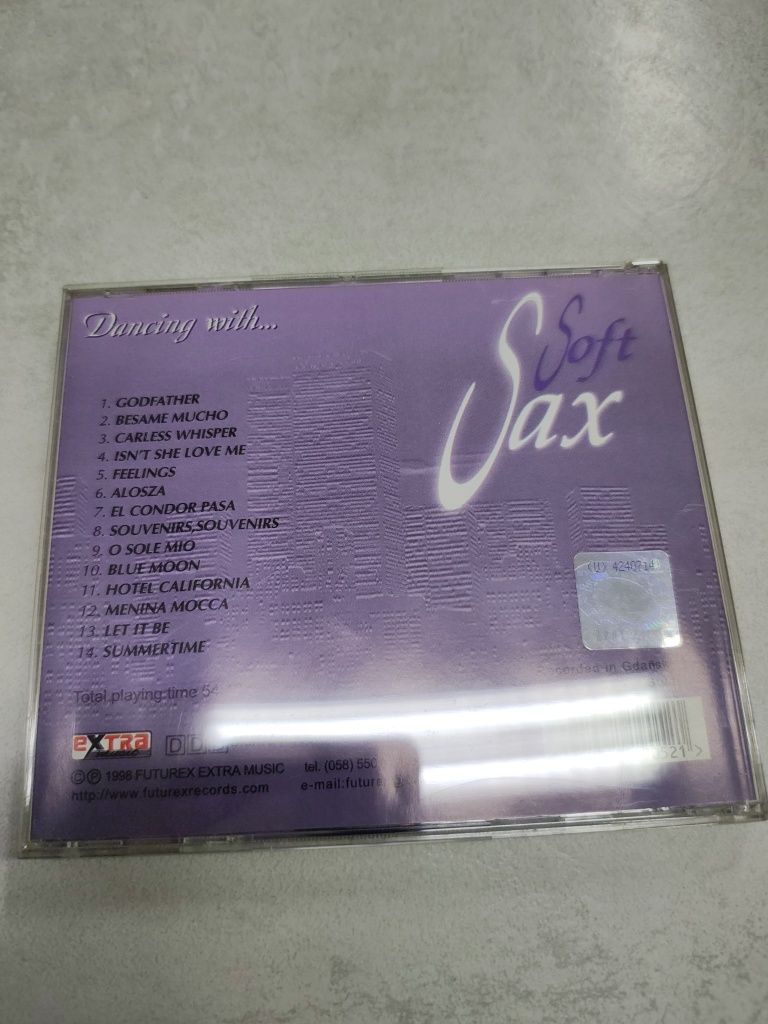 Dancing with...
Soft
Sax
1. GODFATHER
2. BESAME MUCHO
3. CARLESS WHISPER
4. ISN'T SHE LOVE ME
5. FEELINGS
6. ALOSZA
7. EL CONDOR PASA
8. SOUVENIRS,SOUVENIRS
9. O SOLE MIO
10. BLUE MOON
11. HOTEL CALIFORNIA
12. MENINA MOCCA
13. LET IT BE
14. SUMMERTIME
Total playing time 54
in Gdańsk
extra
© ℗ 1998 FUTUREX EXTRA MUSIC
tel. (058) 550
http://www.futurexrecords.com
e-mail: